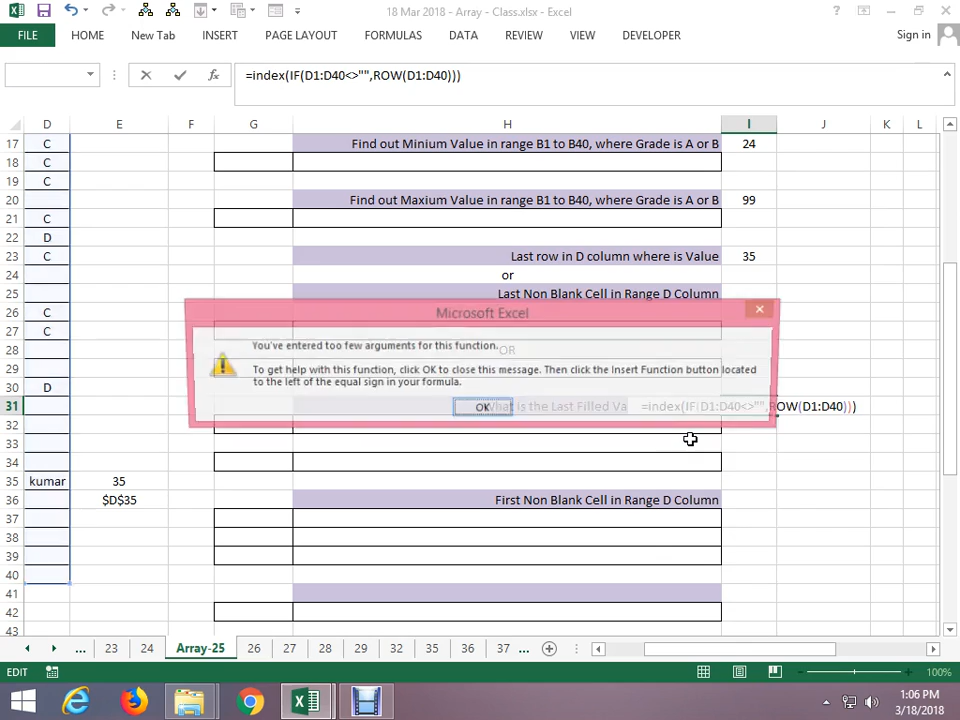 18 Mar 2018 - Array - Class.xlsx - Excel
FILE HOME New Tab INSERT PAGE LAYOUT FORMULAS DATA REVIEW VIEW DEVELOPER Sign in
=index(IF(D1:D40<>"",ROW(D1:D40)))
D E F G H I J K L
17 C Find out Minium Value in range B1 to B40, where Grade is A or B 24
18 C
19 C
20 Find out Maxium Value in range B1 to B40, where Grade is A or B 99
21 C
22 D
23 C Last row in D column where is Value 35
24 or
25 Last Non Blank Cell in Range D Column
26 C
27 C
28 OR
29
30 D
31 What is the Last Filled Va =index(IF(D1:D40<>"",ROW(D1:D40)))
32
33
34
35 kumar 35
36 $D$35 First Non Blank Cell in Range D Column
37
38
39
40
41
42
43
Microsoft Excel
You've entered too few arguments for this function.
To get help with this function, click OK to close this message. Then click the Insert Function button located
to the left of the equal sign in your formula.
OK
... 23 24 Array-25 26 27 28 29 32 35 36 37 ...
EDIT 100%
1:06 PM
3/18/2018